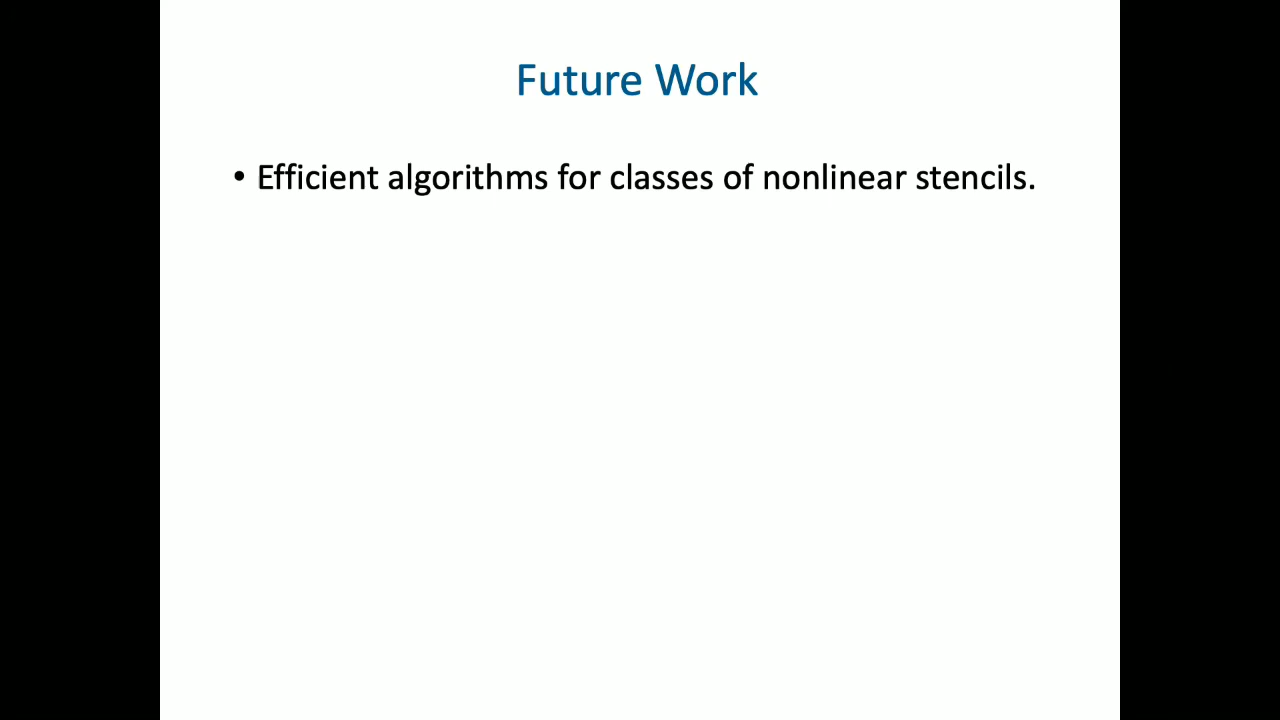 Future Work
• Efficient algorithms for classes of nonlinear stencils.